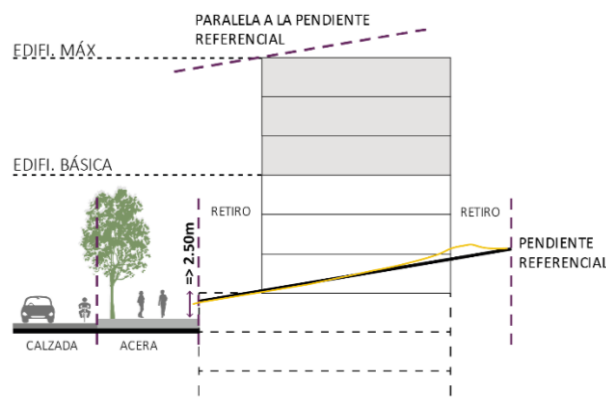 PARALELA A LA PENDIENTE
REFERENCIAL
EDIFI. MÁX
EDIFI. BÁSICA
RETIRO
RETIRO
=> 2.50m
PENDIENTE
REFERENCIAL
CALZADA
ACERA